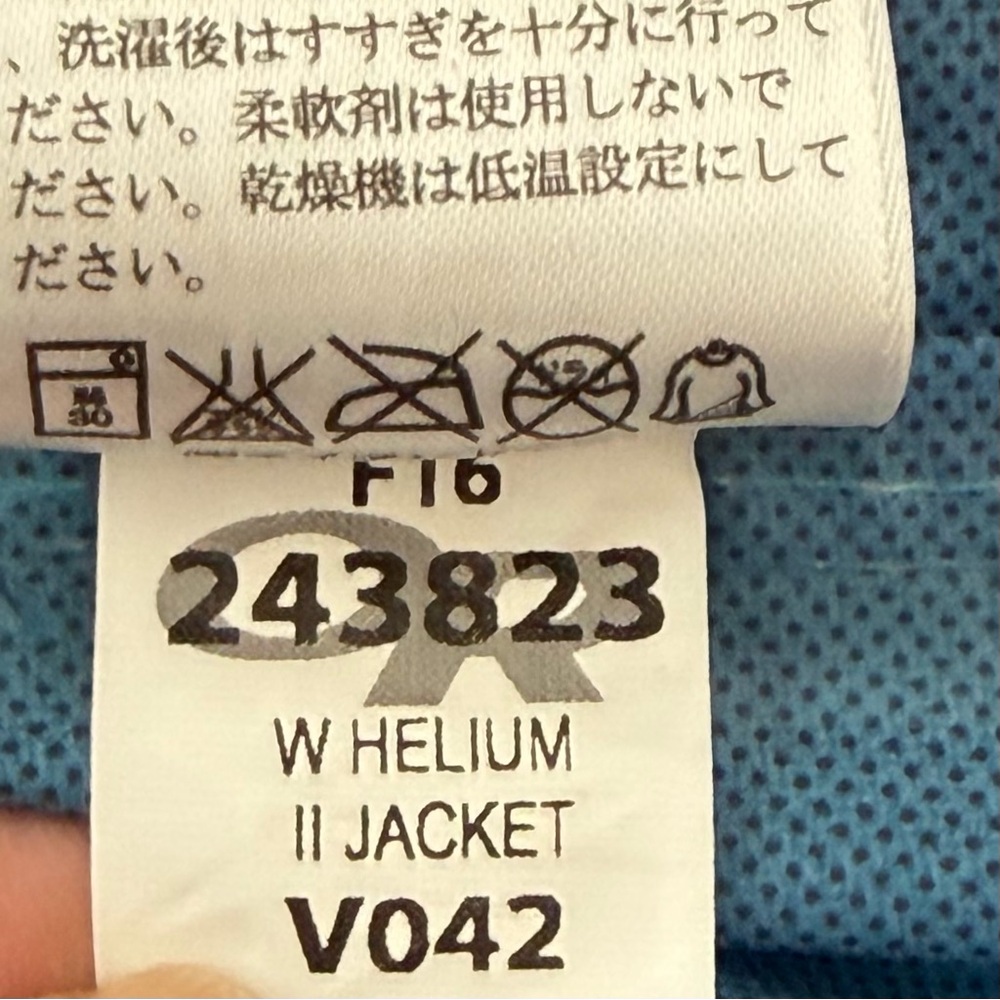 、洗濯後はすすぎを十分に行って
ださい。柔軟剤は使用しないで
ださい。乾燥機は低温設定にして
ださい。
30
F16
OR
243823
W HELIUM
II JACKET
V042